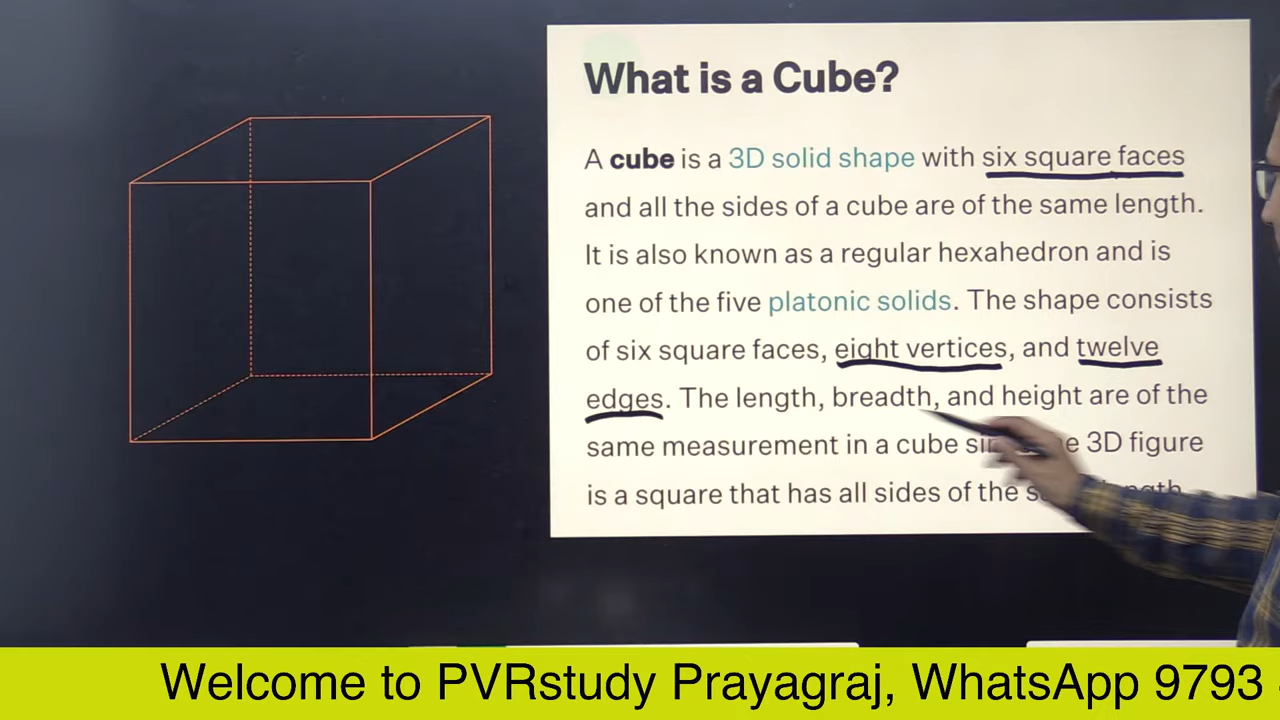 What is a Cube?
A cube is a 3D solid shape with six square faces
and all the sides of a cube are of the same length.
It is also known as a regular hexahedron and is
one of the five platonic solids. The shape consists
of six square faces, eight vertices, and twelve
edges. The length, breadth, and height are of the
same measurement in a cube 3D figure
is a square that has all sides of the
Welcome to PVRstudy Prayagraj, WhatsApp 9793